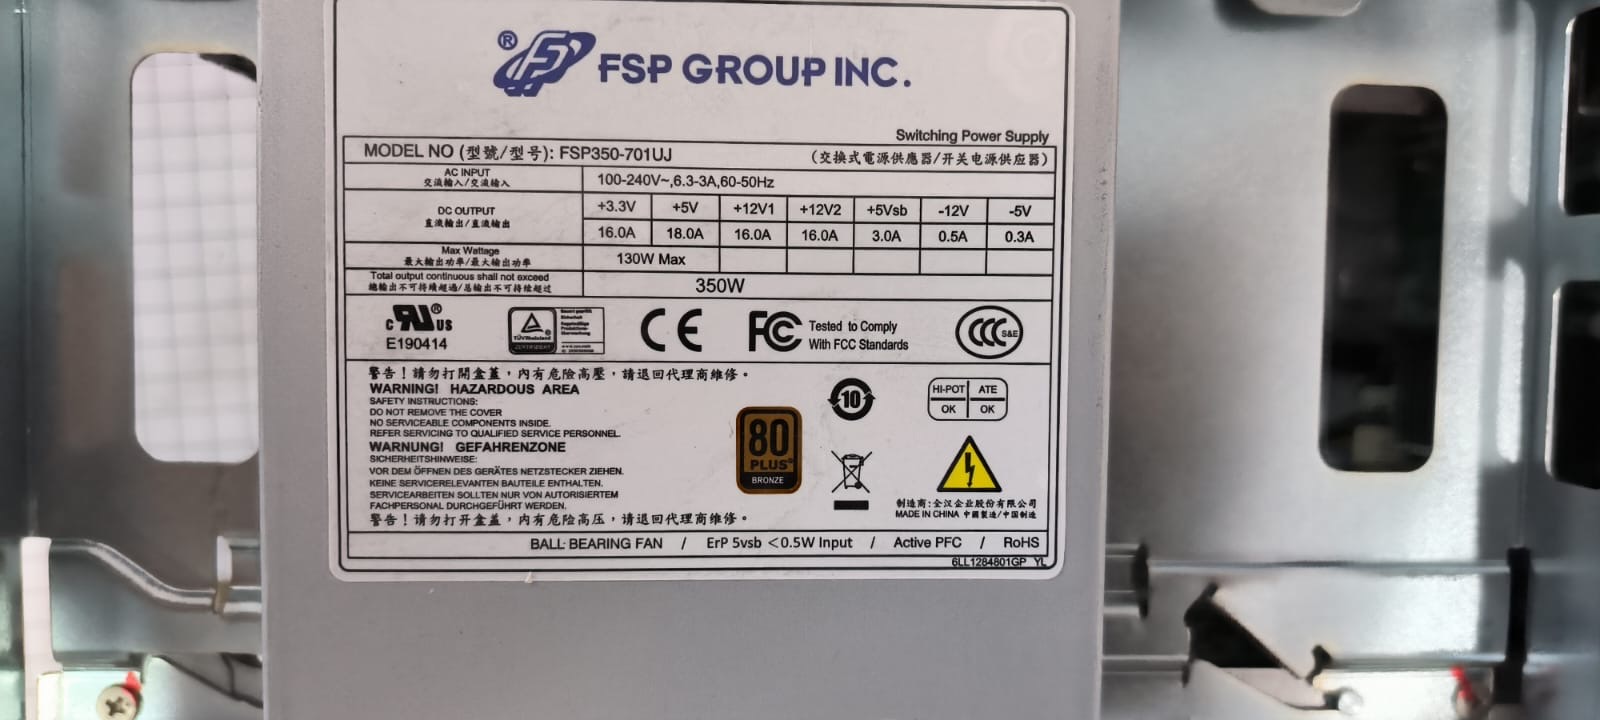 ® FSP GROUP INC.
Switching Power Supply
MODEL NO (型號/型号): FSP350-701UJ (交換式電源供應器/开关电源供应器)
AC INPUT
交流輸入/交流输入
100-240V~,6.3-3A,60-50Hz
DC OUTPUT
直流輸出/直流输出
+3.3V +5V +12V1 +12V2 +5Vsb -12V -5V
16.0A 18.0A 16.0A 16.0A 3.0A 0.5A 0.3A
Max Wattage
最大輸出功率/最大输出功率
130W Max
Total output continuous shall not exceed
總輸出不可持續超過/总输出不可持续超过
350W
c RU ® US
E190414
TÜVRheinland
CE
FC Tested to Comply
With FCC Standards
CCC S&E
警告！請勿打開盒蓋，內有危險高壓，請退回代理商維修。
WARNING! HAZARDOUS AREA
SAFETY INSTRUCTIONS:
DO NOT REMOVE THE COVER
NO SERVICEABLE COMPONENTS INSIDE.
REFER SERVICING TO QUALIFIED SERVICE PERSONNEL.
WARNUNG! GEFAHRENZONE
SICHERHEITSHINWEISE:
VOR DEM ÖFFNEN DES GERÄTES NETZSTECKER ZIEHEN.
KEINE SERVICERELEVANTEN BAUTEILE ENTHALTEN.
SERVICEARBEITEN SOLLTEN NUR VON AUTORISIERTEM
FACHPERSONAL DURCHGEFÜHRT WERDEN.
警告！请勿打开盒盖，内有危险高压，请退回代理商维修。
80
PLUS®
BRONZE
10
HI-POT ATE
OK OK
制造商:全汉企业股份有限公司
MADE IN CHINA 中國製造/中国制造
BALL BEARING FAN / ErP 5vsb <0.5W Input / Active PFC / RoHS
6LL1284801GP YL